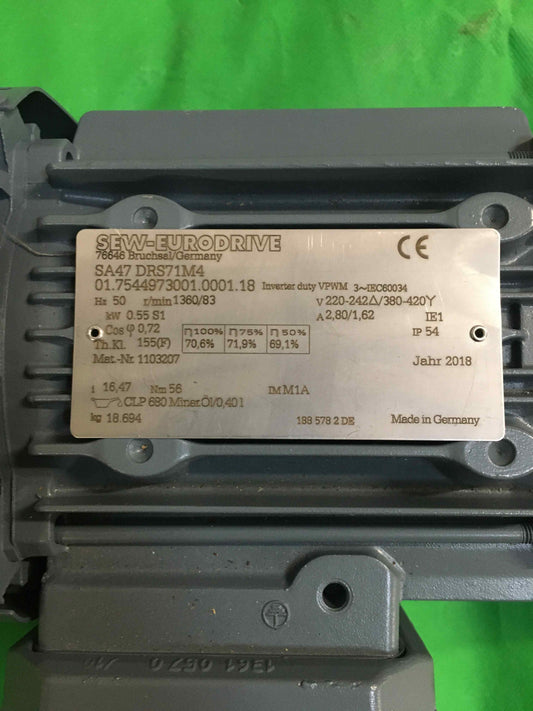 SEW-EURODRIVE
76646 Bruchsal/Germany
CE
SA47 DRS71M4
01.7544973001.0001.18 Inverter duty VPWM 3~IEC60034
Hz 50 r/min 1360/83 V 220-242Δ/380-420Y
kW 0.55 S1 A 2,80/1,62 IE1
Cos φ 0,72 η100% η75% η50% IP 54
Th.Kl. 155(F) 70,6% 71,9% 69,1%
Mat.-Nr. 1103207 Jahr 2018
i 16,47 Nm 56 IM M1A
CLP 680 Miner.Öl/0,40 l
kg 18.694 188 578 2 DE Made in Germany
1361 0570